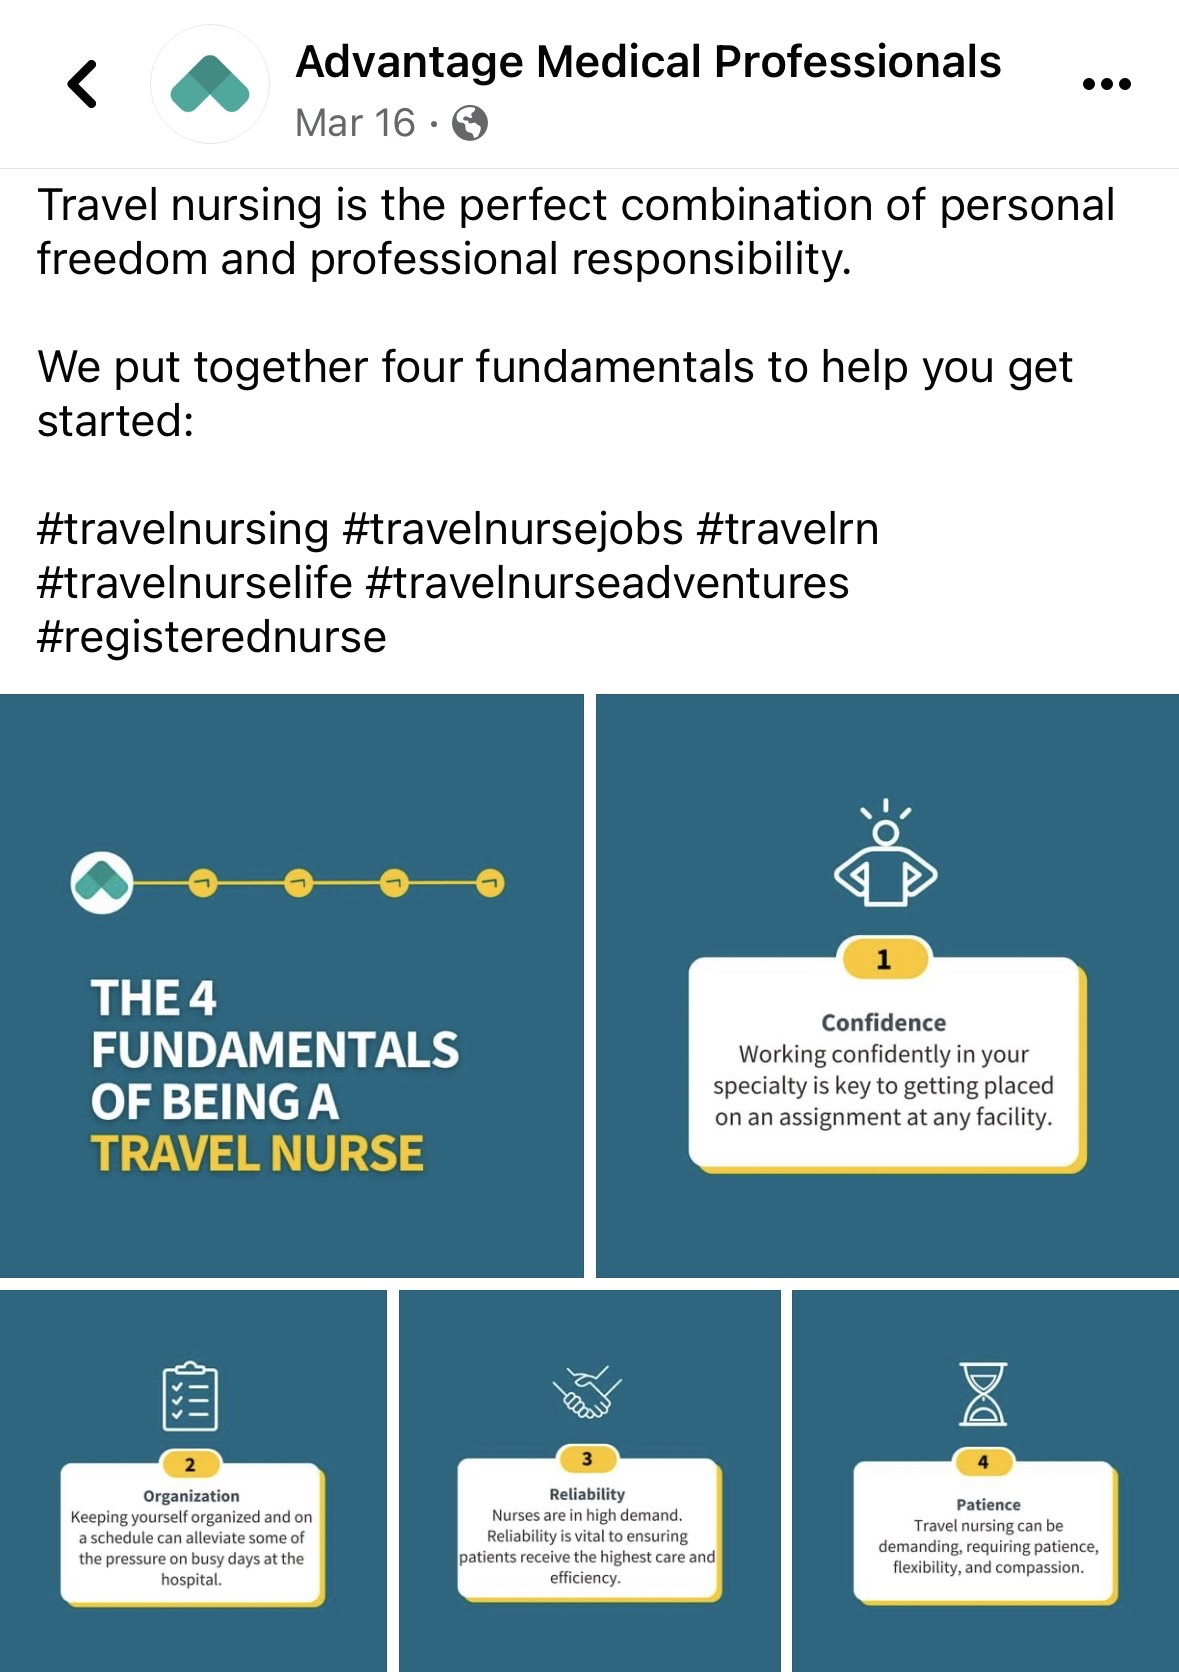 Advantage Medical Professionals
Mar 16 ·
Travel nursing is the perfect combination of personal
freedom and professional responsibility.
We put together four fundamentals to help you get
started:
#travelnursing #travelnursejobs #travelrn
#travelnurselife #travelnurseadventures
#registerednurse
THE 4
FUNDAMENTALS
OF BEING A
TRAVEL NURSE
1
Confidence
Working confidently in your
specialty is key to getting placed
on an assignment at any facility.
2
Organization
Keeping yourself organized and on
a schedule can alleviate some of
the pressure on busy days at the
hospital.
3
Reliability
Nurses are in high demand.
Reliability is vital to ensuring
patients receive the highest care and
efficiency.
4
Patience
Travel nursing can be
demanding, requiring patience,
flexibility, and compassion.